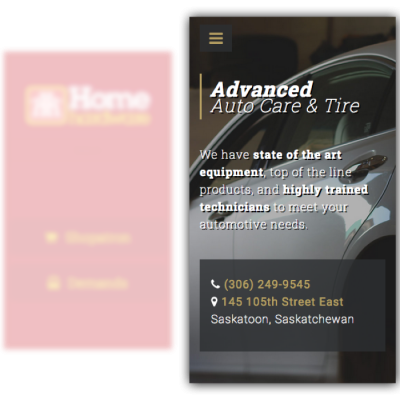 Home
Advanced
Auto Care & Tire
We have state of the art
equipment, top of the line
products, and highly trained
technicians to meet your
automotive needs.
(306) 249-9545
145 105th Street East
Saskatoon, Saskatchewan